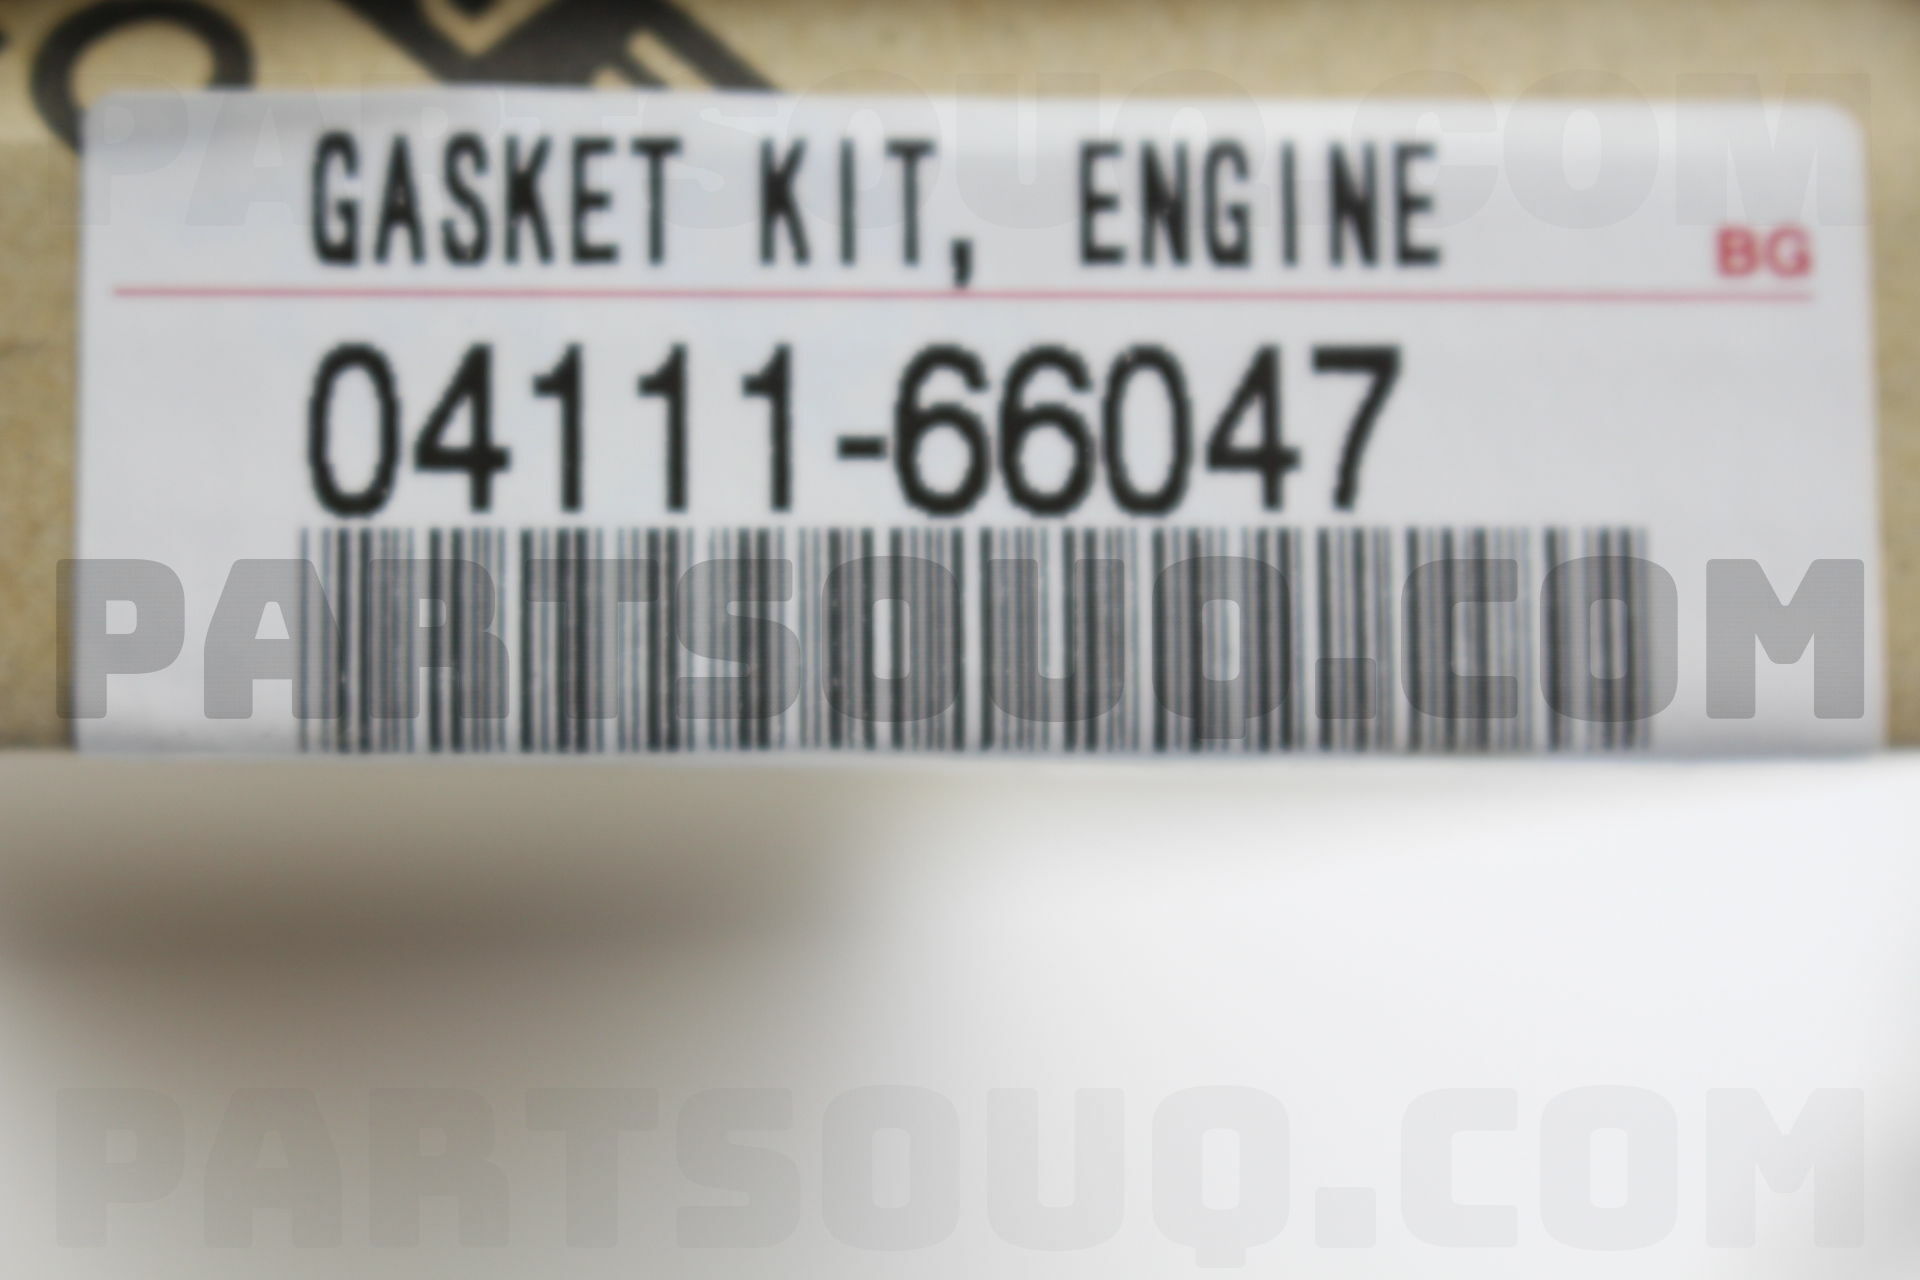 PARTSOUQ.COM
GASKET KIT, ENGINE
BG
04111-66047
PARTSOUQ.COM
PARTSOUQ.COM